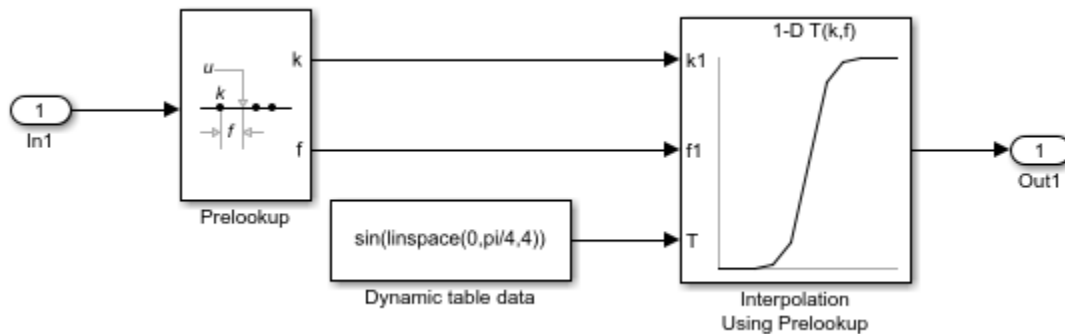 1
In1
u
k
f
k
f
Prelookup
sin(linspace(0,pi/4,4))
Dynamic table data
1-D T(k,f)
k1
f1
T
Interpolation
Using Prelookup
1
Out1